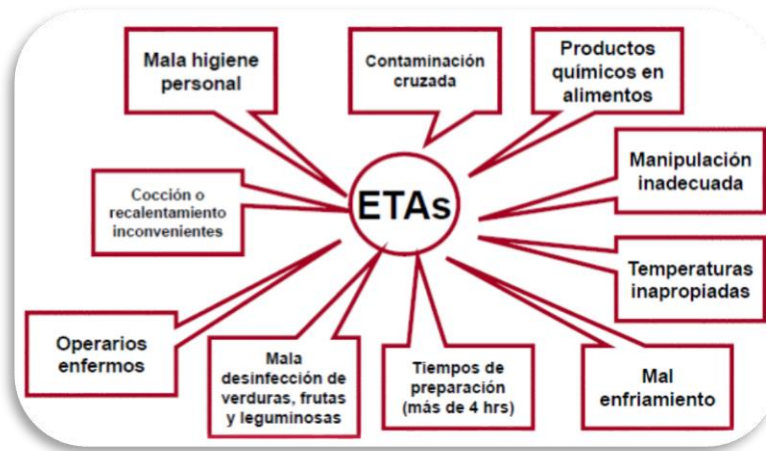 Mala higiene
personal
Contaminación
cruzada
Productos
químicos en
alimentos
Cocción o
recalentamiento
inconvenientes
ETAs
Manipulación
inadecuada
Temperaturas
inapropiadas
Operarios
enfermos
Mala
desinfección de
verduras, frutas
y leguminosas
Tiempos de
preparación
(más de 4 hrs)
Mal
enfriamiento